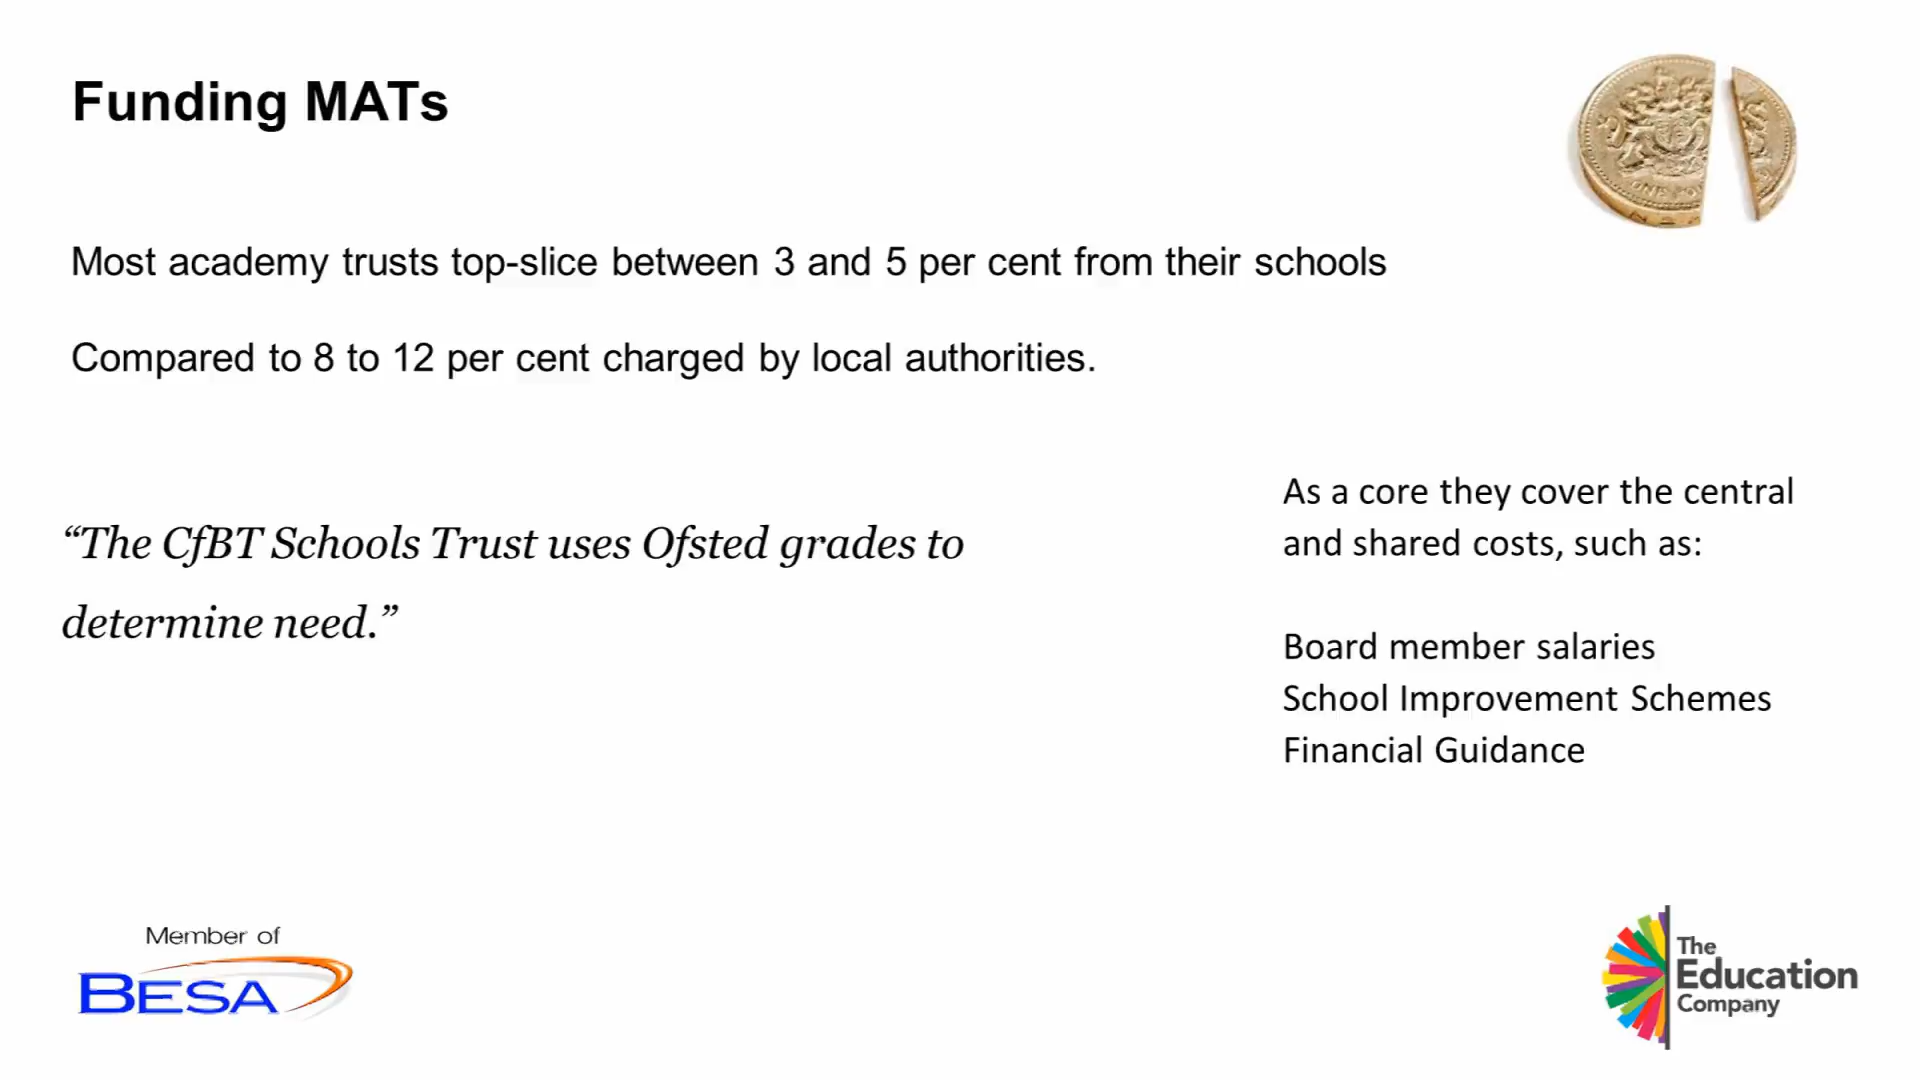 Funding MATs
Most academy trusts top-slice between 3 and 5 per cent from their schools
Compared to 8 to 12 per cent charged by local authorities.
“The CfBT Schools Trust uses Ofsted grades to
determine need.”
As a core they cover the central
and shared costs, such as:
Board member salaries
School Improvement Schemes
Financial Guidance
Member of
BESA
The
Education
Company